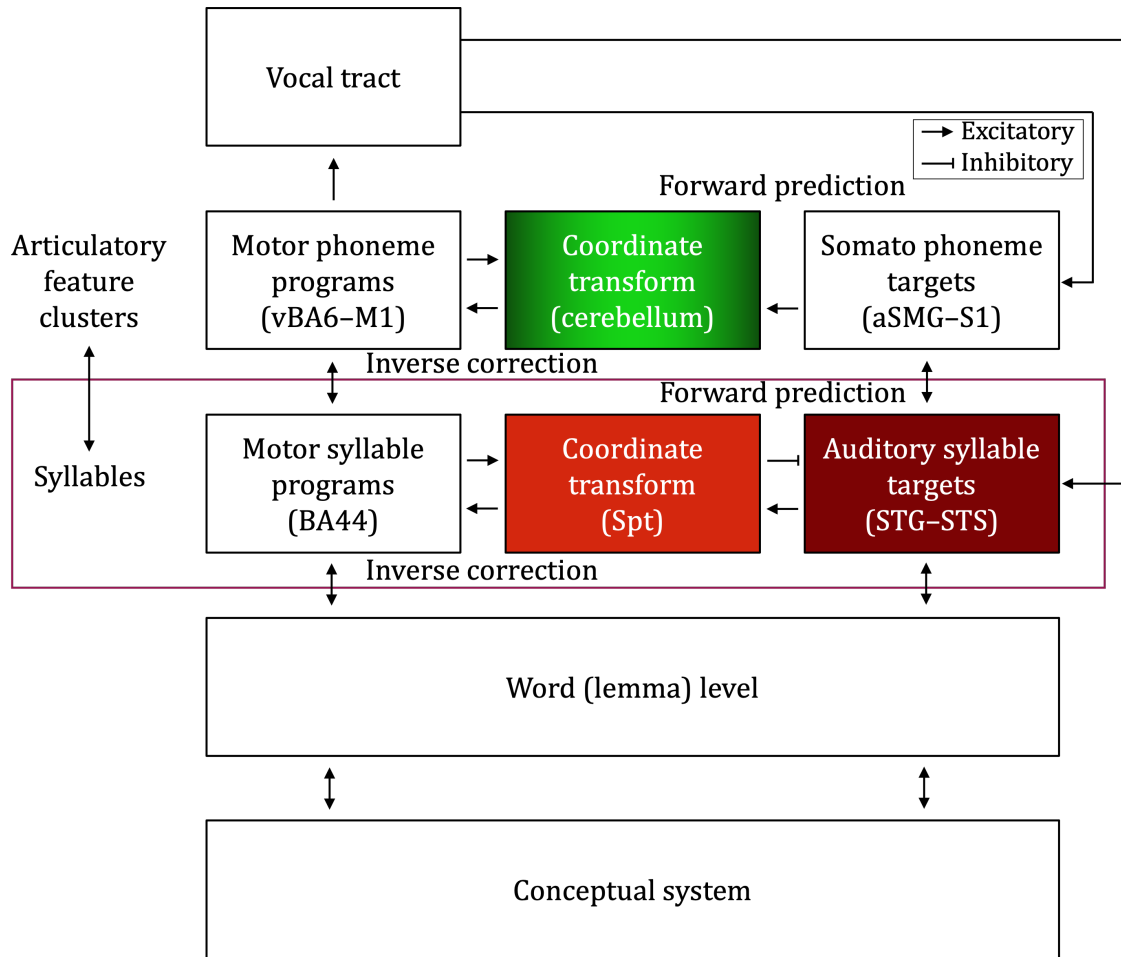 Vocal tract
Excitatory
Inhibitory
Forward prediction
Articulatory
feature
clusters
Motor phoneme
programs
(vBA6–M1)
Coordinate
transform
(cerebellum)
Somato phoneme
targets
(aSMG–S1)
Inverse correction
Forward prediction
Syllables
Motor syllable
programs
(BA44)
Coordinate
transform
(Spt)
Auditory syllable
targets
(STG–STS)
Inverse correction
Word (lemma) level
Conceptual system